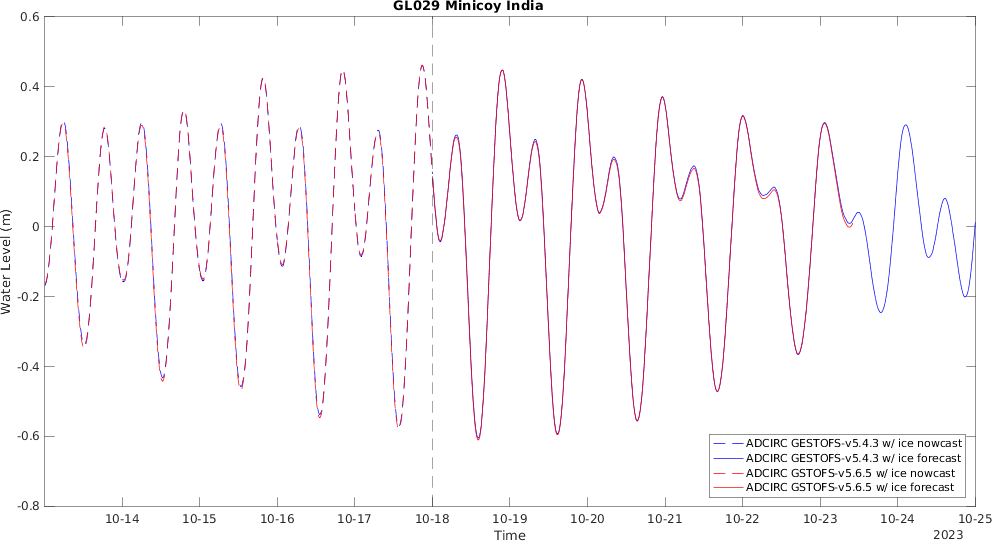 GL029 Minicoy India
0.6
0.4
0.2
0
-0.2
-0.4
-0.6
-0.8
Water Level (m)
10-14 10-15 10-16 10-17 10-18 10-19 10-20 10-21 10-22 10-23 10-24 10-25
Time
2023
ADCIRC GESTOFS-v5.4.3 w/ ice nowcast
ADCIRC GESTOFS-v5.4.3 w/ ice forecast
ADCIRC GSTOFS-v5.6.5 w/ ice nowcast
ADCIRC GSTOFS-v5.6.5 w/ ice forecast